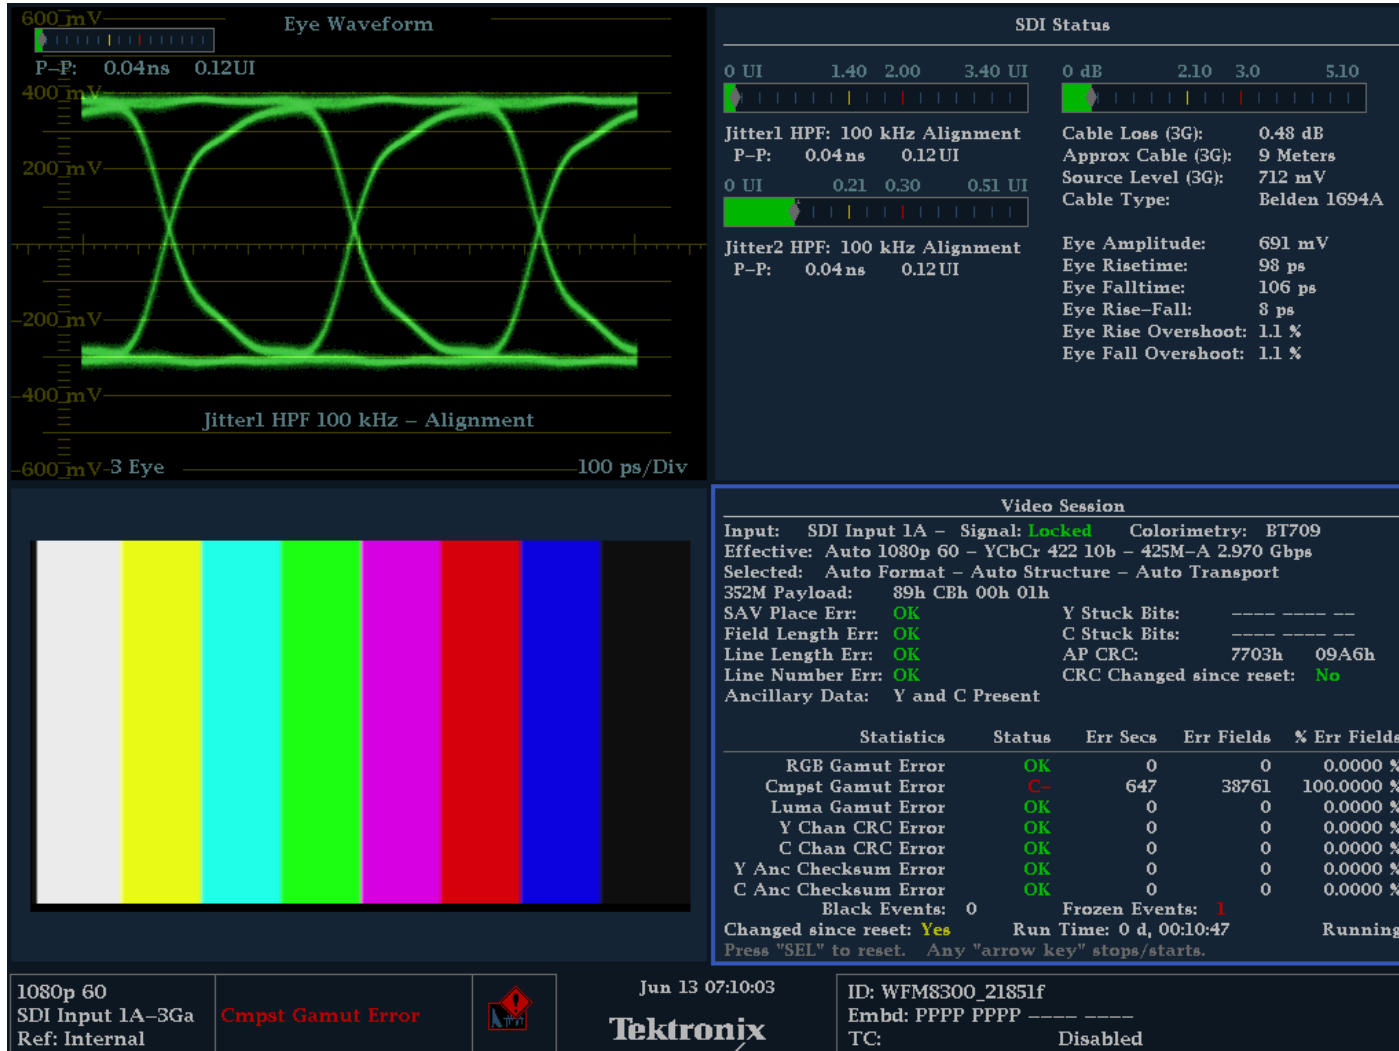 600 mV
Eye Waveform
P-P: 0.04ns 0.12UI
400 mV
200 mV
-200 mV
-400 mV
Jitter1 HPF 100 kHz – Alignment
-600 mV
3 Eye
100 ps/Div
SDI Status
0 UI 1.40 2.00 3.40 UI
Jitter1 HPF: 100 kHz Alignment
P-P: 0.04ns 0.12UI
0 UI 0.21 0.30 0.51 UI
Jitter2 HPF: 100 kHz Alignment
P-P: 0.04ns 0.12UI
0 dB 2.10 3.0 5.10
Cable Loss (3G): 0.48 dB
Approx Cable (3G): 9 Meters
Source Level (3G): 712 mV
Cable Type: Belden 1694A
Eye Amplitude: 691 mV
Eye Risetime: 98 ps
Eye Falltime: 106 ps
Eye Rise-Fall: 8 ps
Eye Rise Overshoot: 1.1 %
Eye Fall Overshoot: 1.1 %
Video Session
Input: SDI Input 1A – Signal: Locked Colorimetry: BT709
Effective: Auto 1080p 60 – YCbCr 422 10b – 425M-A 2.970 Gbps
Selected: Auto Format – Auto Structure – Auto Transport
352M Payload: 89h CBh 00h 01h
SAV Place Err: OK Y Stuck Bits: ---- ---- --
Field Length Err: OK C Stuck Bits: ---- ---- --
Line Length Err: OK AP CRC: 7703h 09A6h
Line Number Err: OK CRC Changed since reset: No
Ancillary Data: Y and C Present
Statistics Status Err Secs Err Fields % Err Fields
RGB Gamut Error OK 0 0 0.0000 %
Cmpst Gamut Error C- 647 38761 100.0000 %
Luma Gamut Error OK 0 0 0.0000 %
Y Chan CRC Error OK 0 0 0.0000 %
C Chan CRC Error OK 0 0 0.0000 %
Y Anc Checksum Error OK 0 0 0.0000 %
C Anc Checksum Error OK 0 0 0.0000 %
Black Events: 0 Frozen Events: 1
Changed since reset: Yes Run Time: 0 d, 00:10:47 Running
Press "SEL" to reset. Any "arrow key" stops/starts.
1080p 60
SDI Input 1A-3Ga
Ref: Internal
Cmpst Gamut Error
Jun 13 07:10:03
Tektronix
ID: WFM8300_21851f
Embd: PPPP PPPP ---- ----
TC: Disabled